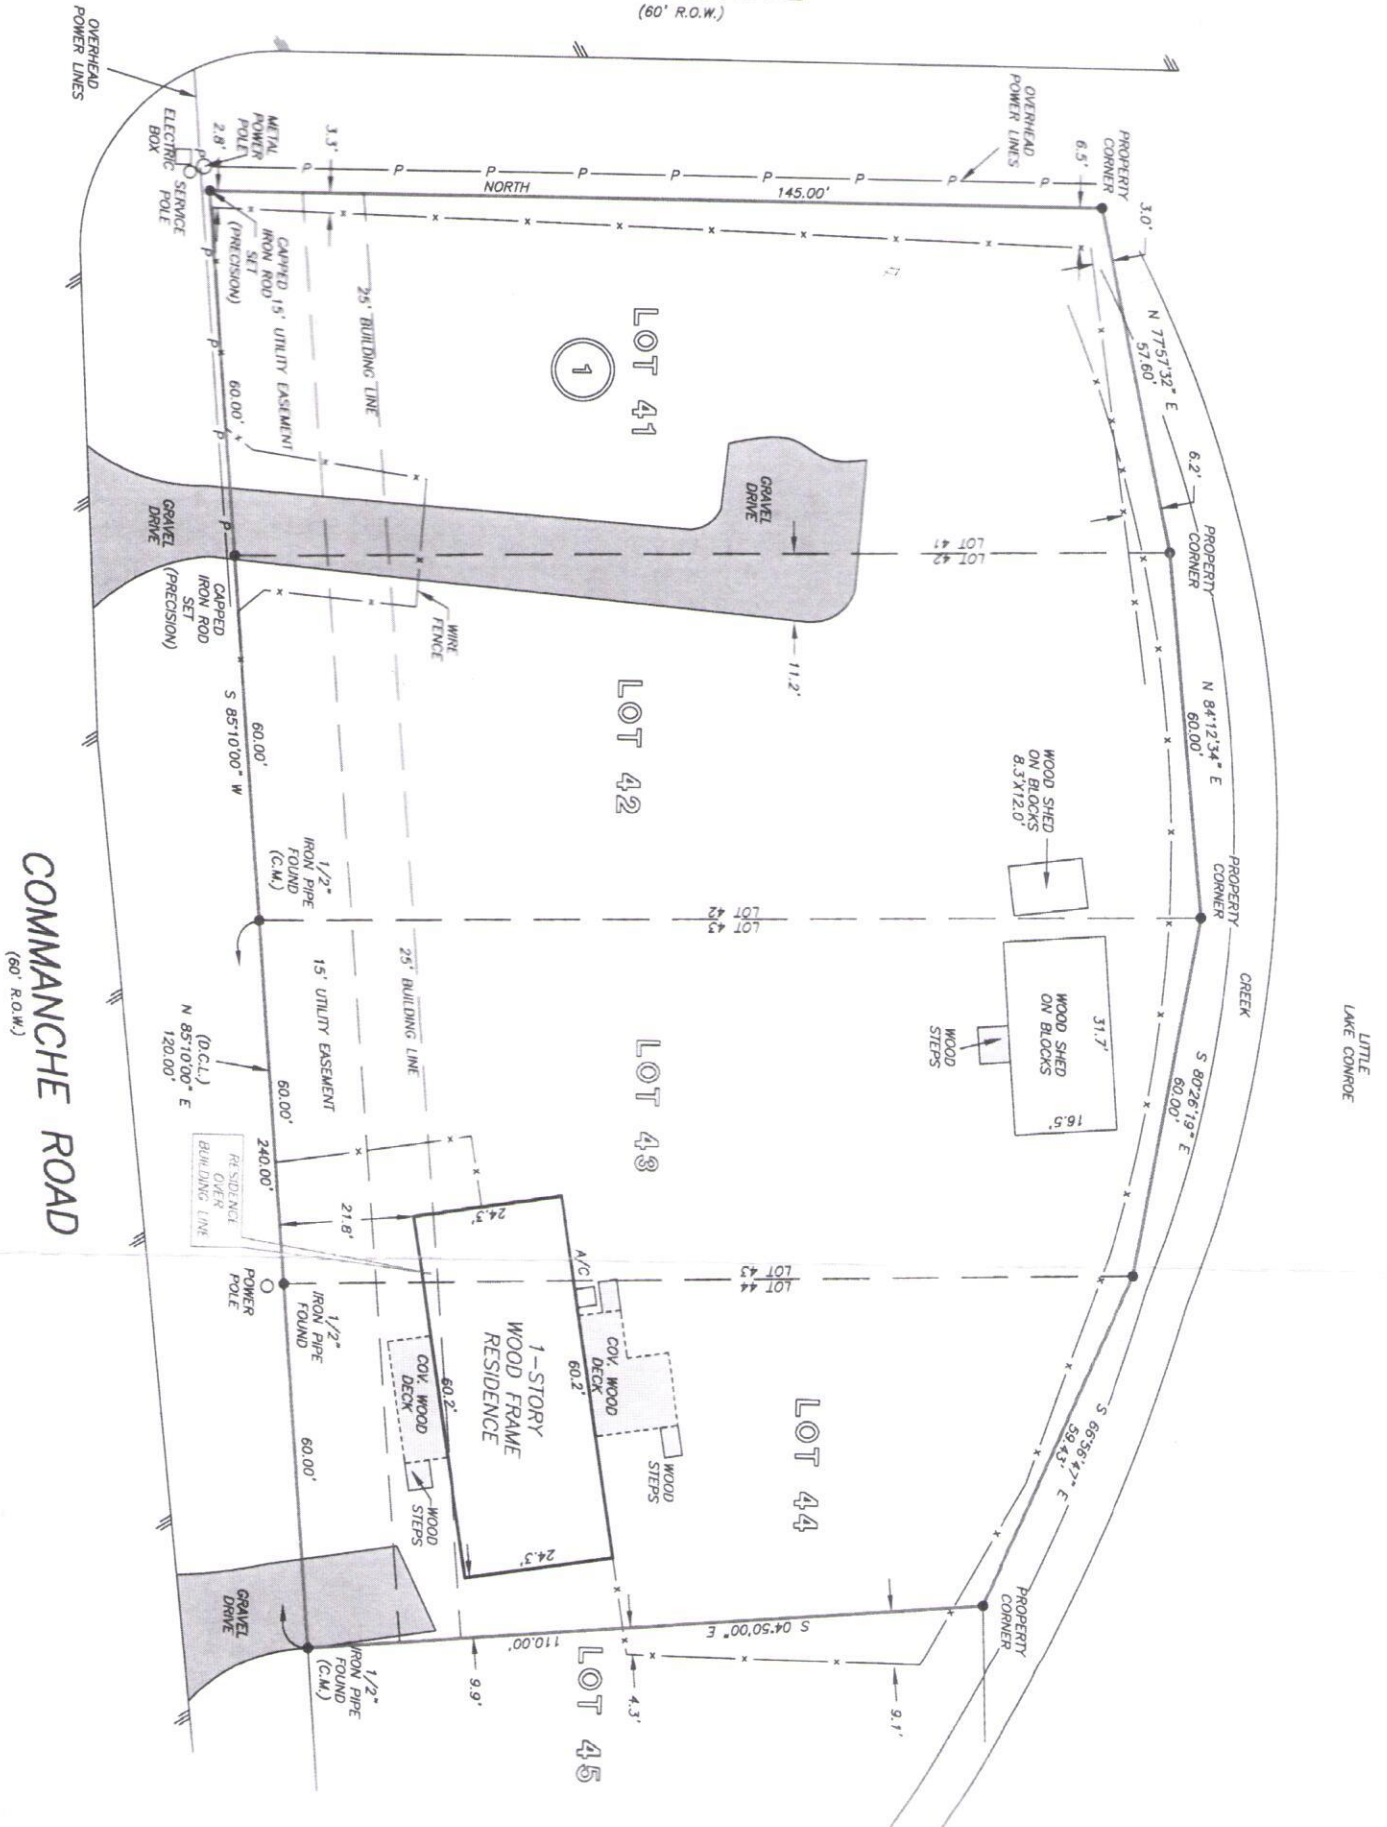 (60' R.O.W.)
OVERHEAD
POWER LINES
METAL
POWER
POLE
2.8'
ELECTRIC
BOX
SERVICE
POLE
3.3'
NORTH
145.00'
OVERHEAD
POWER LINES
6.5'
PROPERTY
CORNER
3.0'
P P P P P P P P P
CAPPED
IRON ROD
SET
(PRECISION)
15' UTILITY EASEMENT
25' BUILDING LINE
LOT 41
1
N 77°57'32" E
57.60'
6.2'
PROPERTY
CORNER
60.00'
GRAVEL
DRIVE
GRAVEL
DRIVE
LOT 41
LOT 42
CAPPED
IRON ROD
SET
(PRECISION)
WIRE
FENCE
11.2'
S 85°10'00" W
60.00'
LOT 42
N 84°12'34" E
60.00'
WOOD SHED
ON BLOCKS
8.3'X12.0'
PROPERTY
CORNER
1/2"
IRON PIPE
FOUND
(C.M.)
LOT 42
LOT 43
CREEK
LITTLE
LAKE CONROE
15' UTILITY EASEMENT
25' BUILDING LINE
WOOD
STEPS
WOOD SHED
ON BLOCKS
31.7'
16.5'
S 80°26'19" E
60.00'
(D.C.L.)
N 85°10'00" E
120.00'
60.00'
LOT 43
240.00'
RESIDENCE
OVER
BUILDING LINE
21.8'
24.3'
A/C
LOT 43
LOT 44
POWER
POLE
1/2"
IRON PIPE
FOUND
COV. WOOD
DECK
60.2'
1-STORY
WOOD FRAME
RESIDENCE
60.2'
COV. WOOD
DECK
WOOD
STEPS
WOOD
STEPS
LOT 44
S 66°56'47" E
59.43'
60.00'
24.3'
GRAVEL
DRIVE
1/2"
IRON PIPE
FOUND
(C.M.)
110.00'
S 04°50'00" E
PROPERTY
CORNER
9.9'
4.3'
9.1'
LOT 45
COMMANCHE ROAD
(60' R.O.W.)